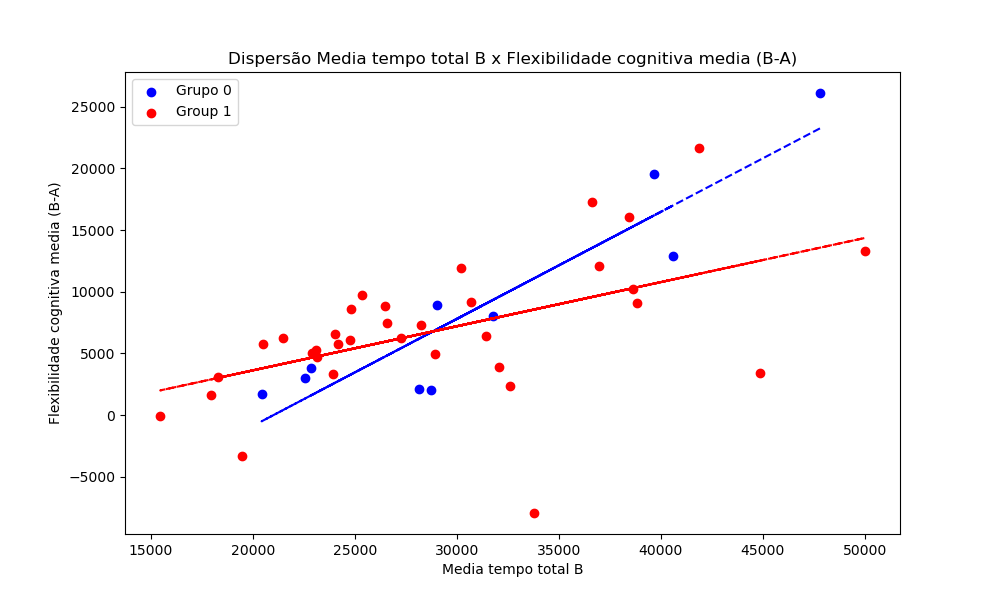 Dispersão Media tempo total B x Flexibilidade cognitiva media (B-A)
Grupo 0
Group 1
Flexibilidade cognitiva media (B-A)
25000
20000
15000
10000
5000
0
−5000
15000 20000 25000 30000 35000 40000 45000 50000
Media tempo total B